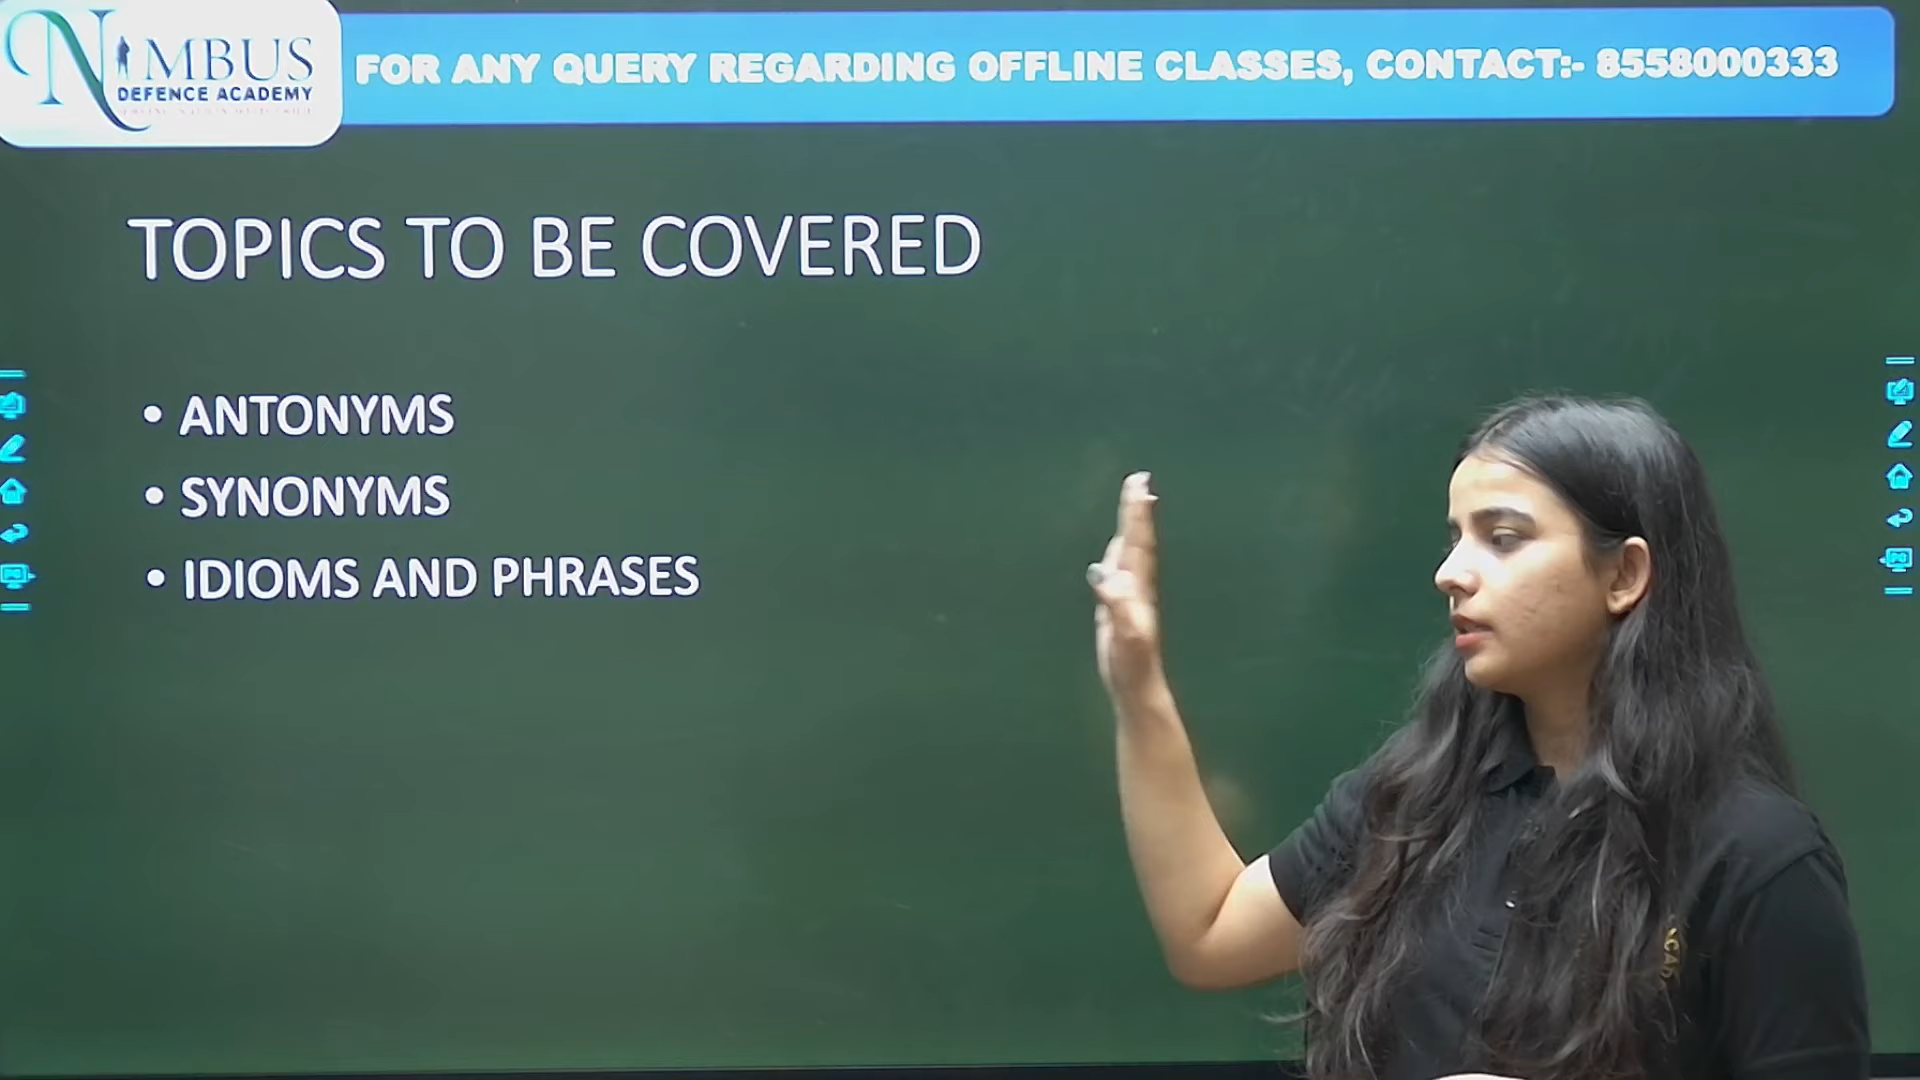 NIMBUS
DEFENCE ACADEMY
FOR ANY QUERY REGARDING OFFLINE CLASSES, CONTACT:- 8558000333
TOPICS TO BE COVERED
• ANTONYMS
• SYNONYMS
• IDIOMS AND PHRASES